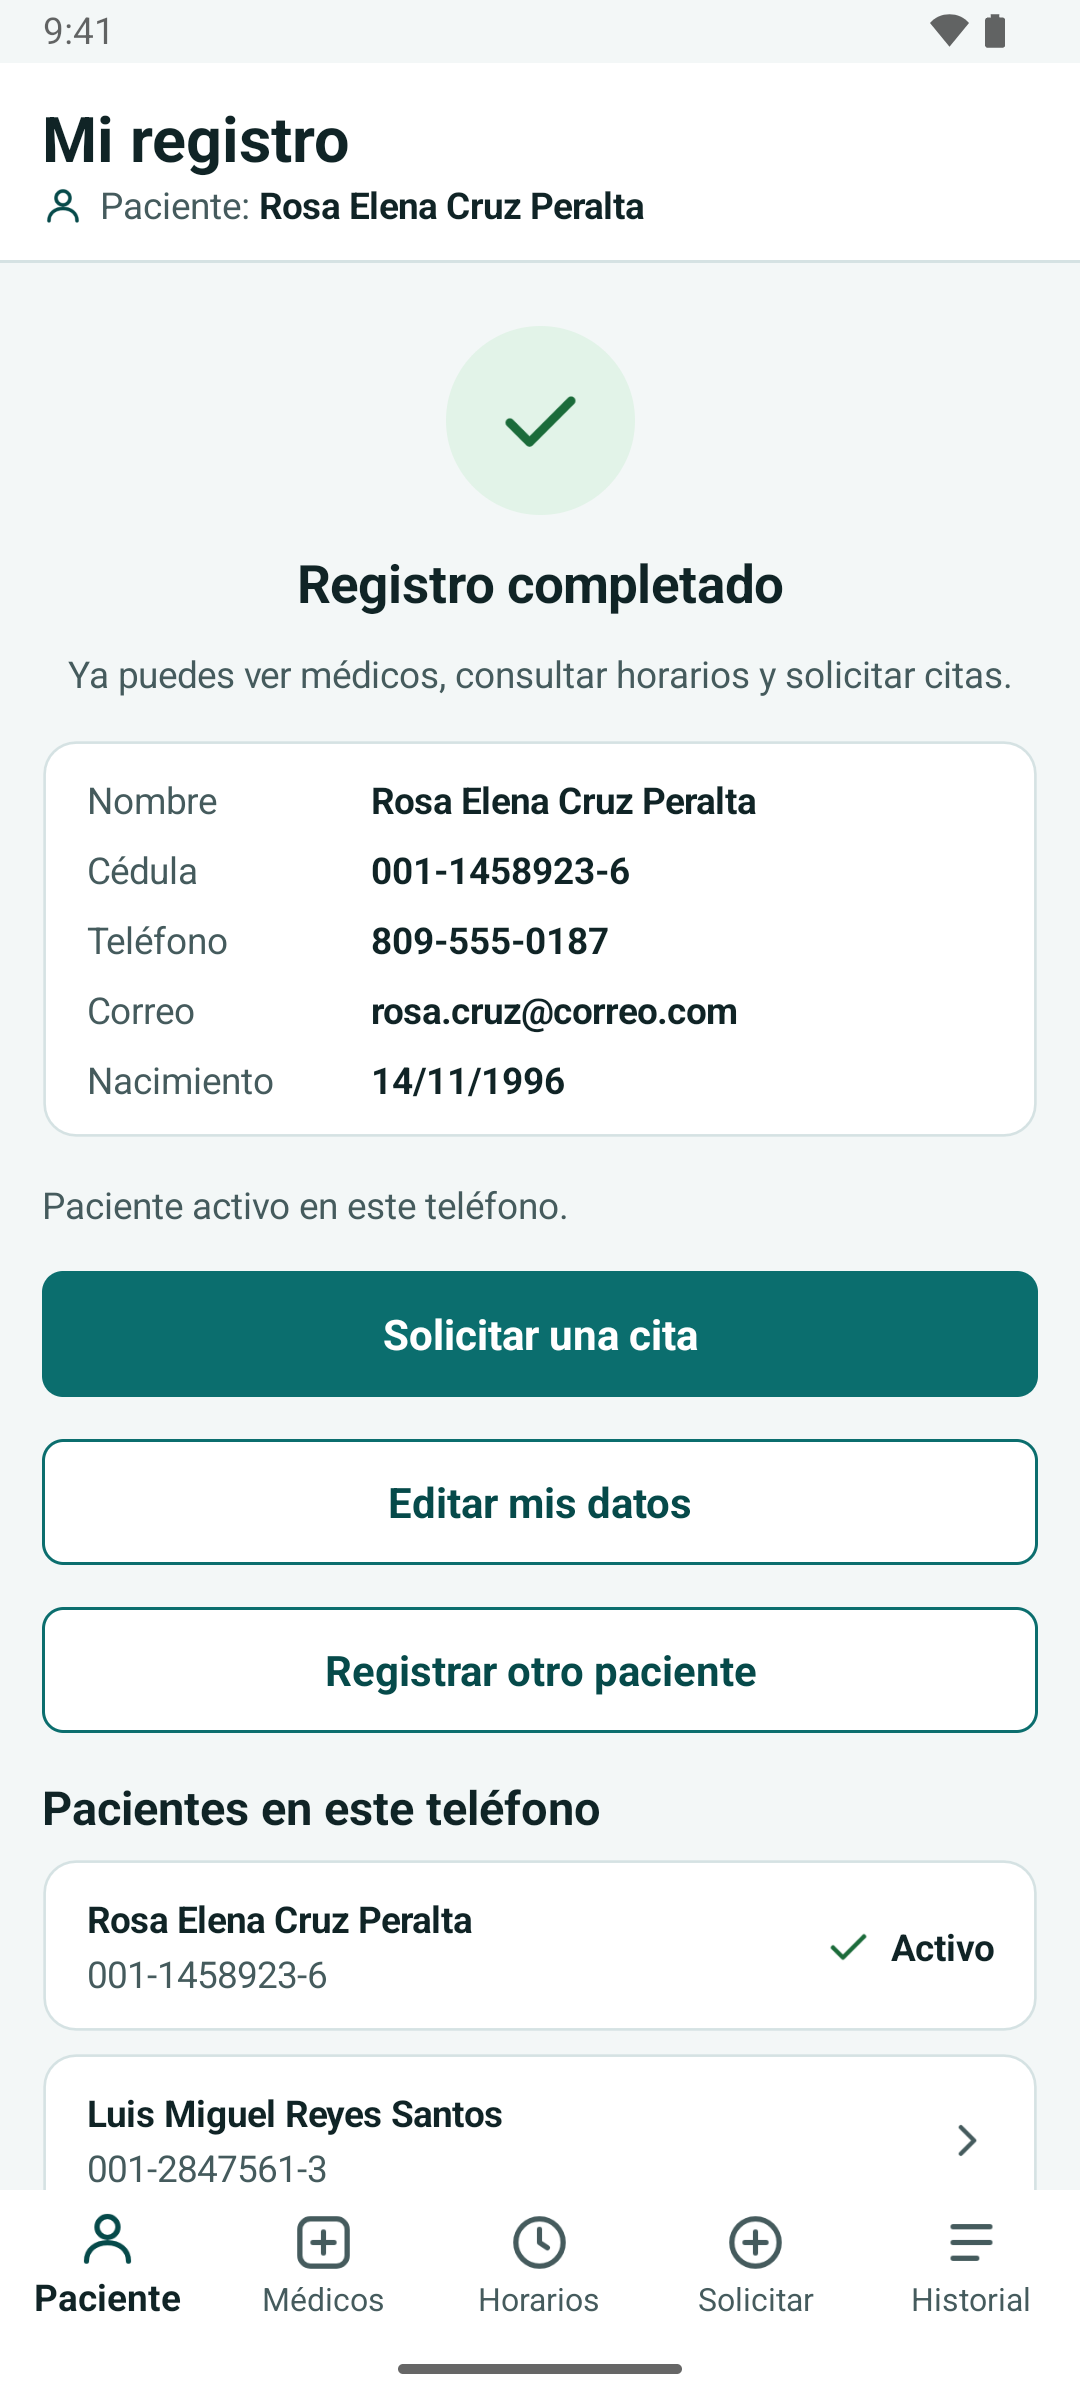 9:41
Mi registro
Paciente: Rosa Elena Cruz Peralta
Registro completado
Ya puedes ver médicos, consultar horarios y solicitar citas.
Nombre Rosa Elena Cruz Peralta
Cédula 001-1458923-6
Teléfono 809-555-0187
Correo rosa.cruz@correo.com
Nacimiento 14/11/1996
Paciente activo en este teléfono.
Solicitar una cita
Editar mis datos
Registrar otro paciente
Pacientes en este teléfono
Rosa Elena Cruz Peralta
001-1458923-6
Activo
Luis Miguel Reyes Santos
001-2847561-3
Paciente Médicos Horarios Solicitar Historial